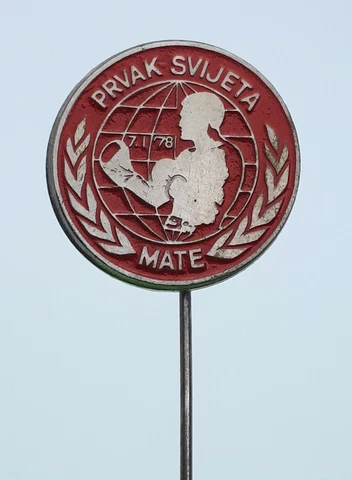 PRVAK SVIJETA
7.1 78
MATE